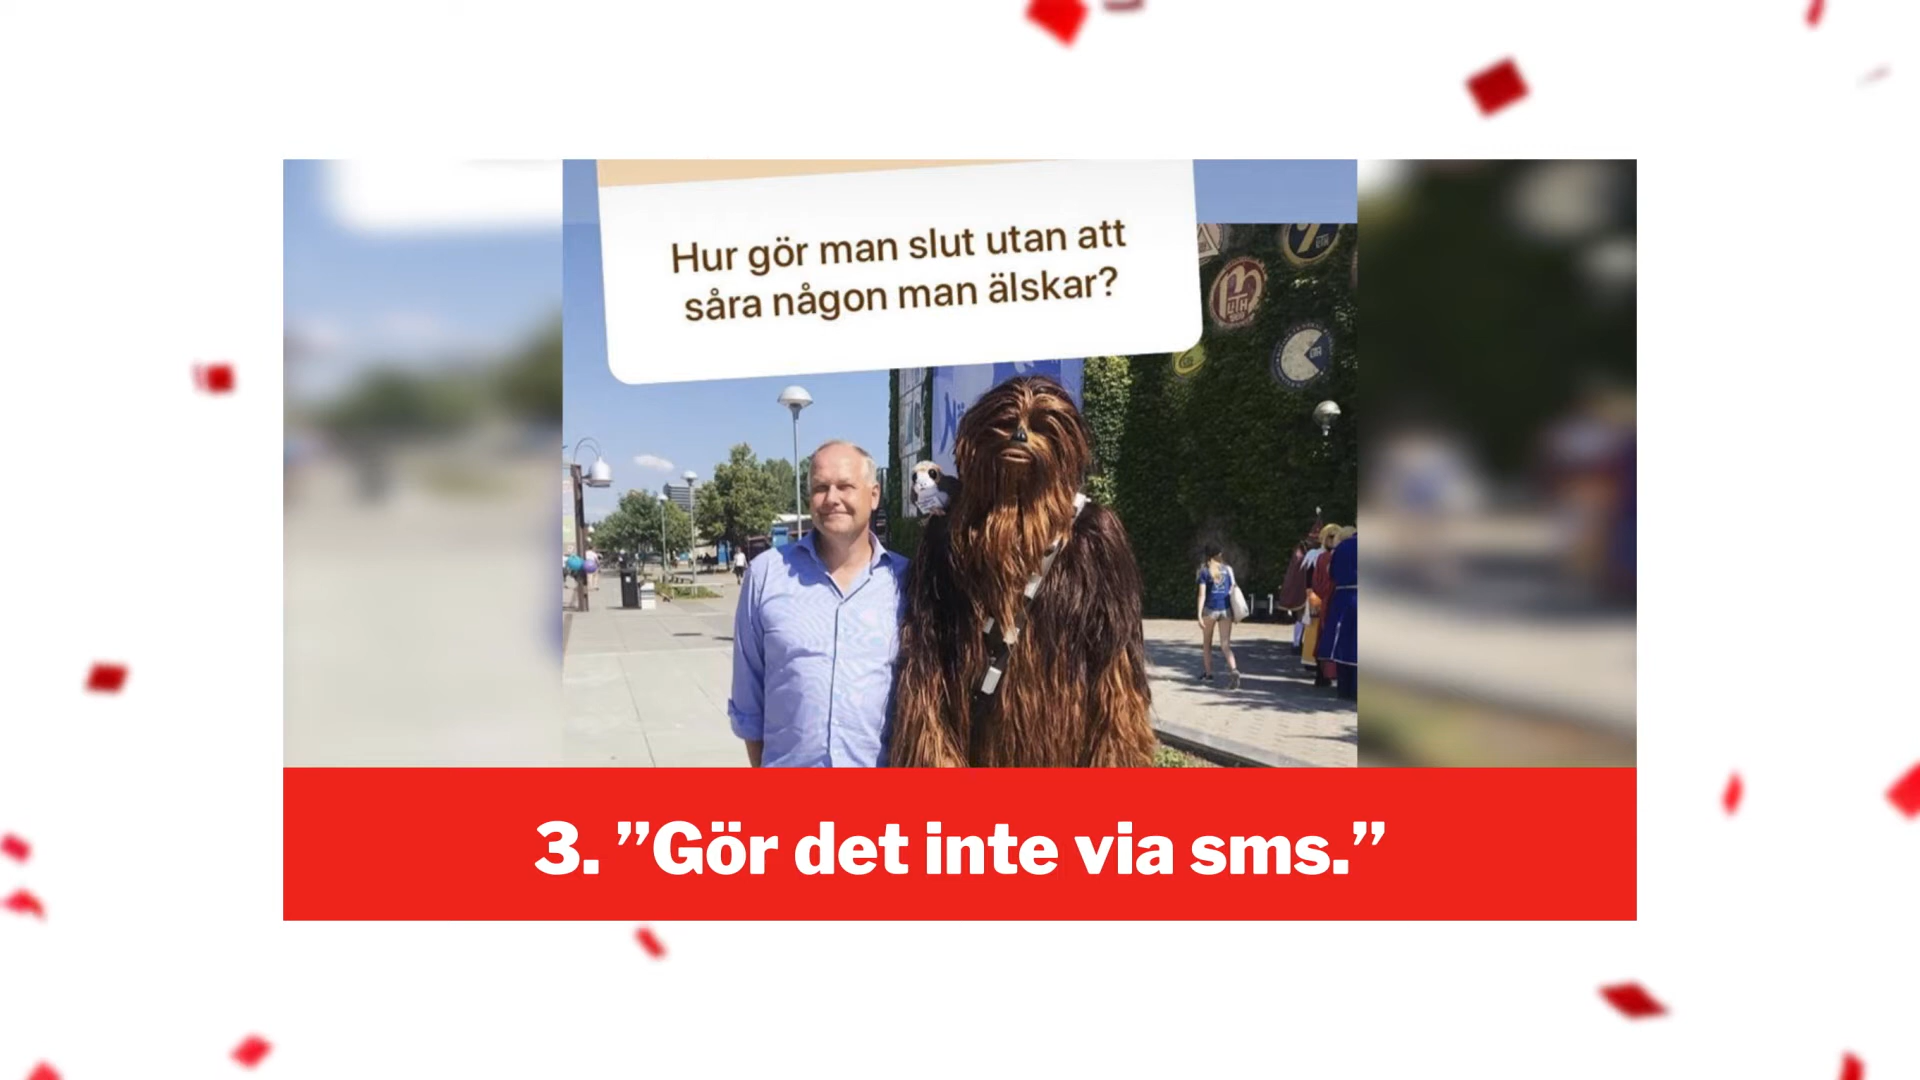 Hur gör man slut utan att
såra någon man älskar?
3. ”Gör det inte via sms.”